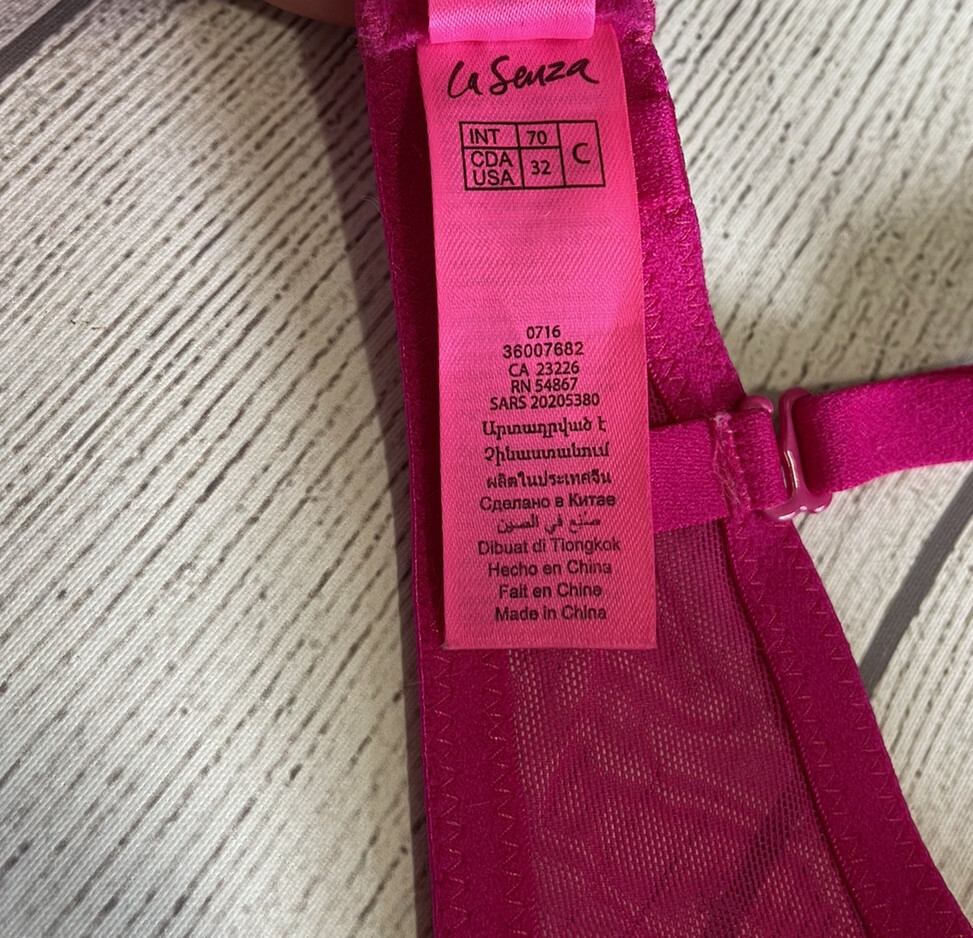 La Senza
INT 70 C
CDA USA 32
0716
36007682
CA 23226
RN 54867
SARS 20205380
Արտադրված է
Չինաստանում
ผลิตในประเทศจีน
Сделано в Китае
صنع في الصين
Dibuat di Tiongkok
Hecho en China
Fait en Chine
Made in China